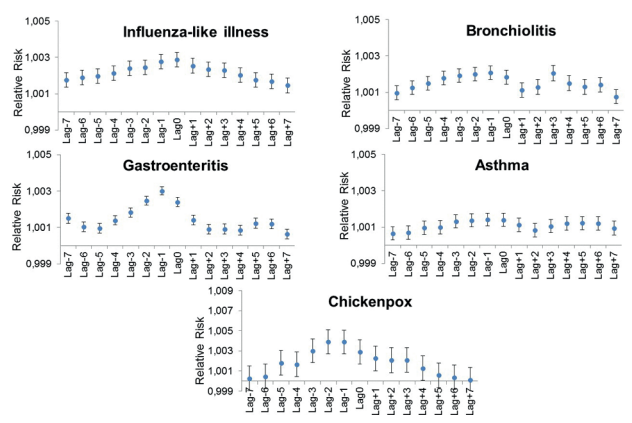 Influenza-like illness
Relative Risk
1,005
1,003
1,001
0,999
Lag-7 Lag-6 Lag-5 Lag-4 Lag-3 Lag-2 Lag-1 Lag0 Lag+1 Lag+2 Lag+3 Lag+4 Lag+5 Lag+6 Lag+7
Bronchiolitis
Relative Risk
1,005
1,003
1,001
0,999
Lag-7 Lag-6 Lag-5 Lag-4 Lag-3 Lag-2 Lag-1 Lag0 Lag+1 Lag+2 Lag+3 Lag+4 Lag+5 Lag+6 Lag+7
Gastroenteritis
Relative Risk
1,005
1,003
1,001
0,999
Lag-7 Lag-6 Lag-5 Lag-4 Lag-3 Lag-2 Lag-1 Lag0 Lag+1 Lag+2 Lag+3 Lag+4 Lag+5 Lag+6 Lag+7
Asthma
Relative Risk
1,005
1,003
1,001
0,999
Lag-7 Lag-6 Lag-5 Lag-4 Lag-3 Lag-2 Lag-1 Lag0 Lag+1 Lag+2 Lag+3 Lag+4 Lag+5 Lag+6 Lag+7
Chickenpox
Relative Risk
1,009
1,007
1,005
1,003
1,001
0,999
Lag-7 Lag-6 Lag-5 Lag-4 Lag-3 Lag-2 Lag-1 Lag0 Lag+1 Lag+2 Lag+3 Lag+4 Lag+5 Lag+6 Lag+7